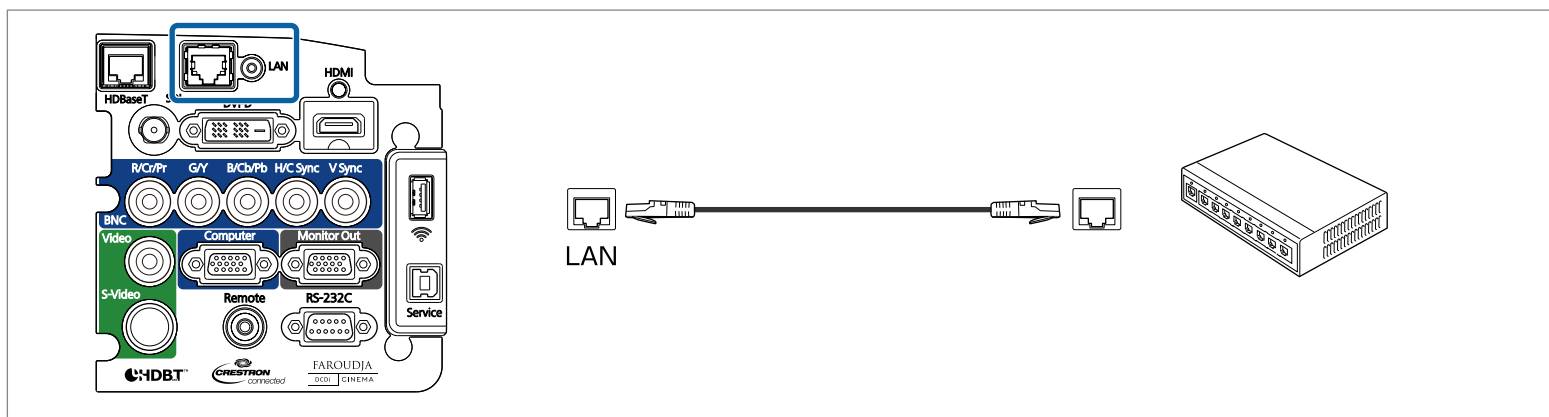 LAN
HDMI
HDBaseT
R/Cr/Pr G/Y B/Cb/Pb H/C Sync V Sync
BNC
Video Computer Monitor Out
S-Video Remote RS-232C
Service
HDBT™
CRESTRON
connected
FAROUDJA
DCDi CINEMA
LAN